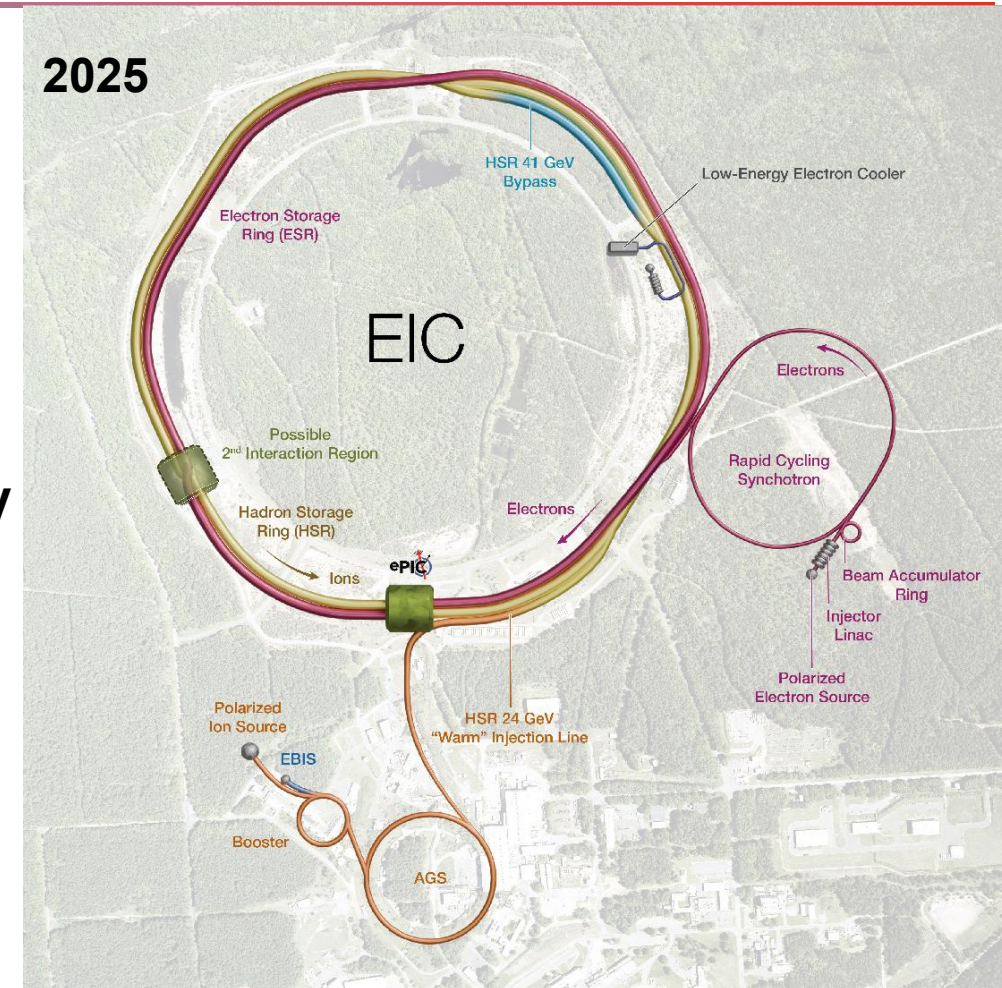 2025
HSR 41 GeV
Bypass
Low-Energy Electron Cooler
Electron Storage
Ring (ESR)
EIC
Electrons
Possible
2nd Interaction Region
Rapid Cycling
Synchotron
y
Hadron Storage
Ring (HSR)
Electrons
Ions
ePIC
Beam Accumulator
Ring
Injector
Linac
Polarized
Electron Source
Polarized
Ion Source
HSR 24 GeV
“Warm” Injection Line
EBIS
Booster
AGS